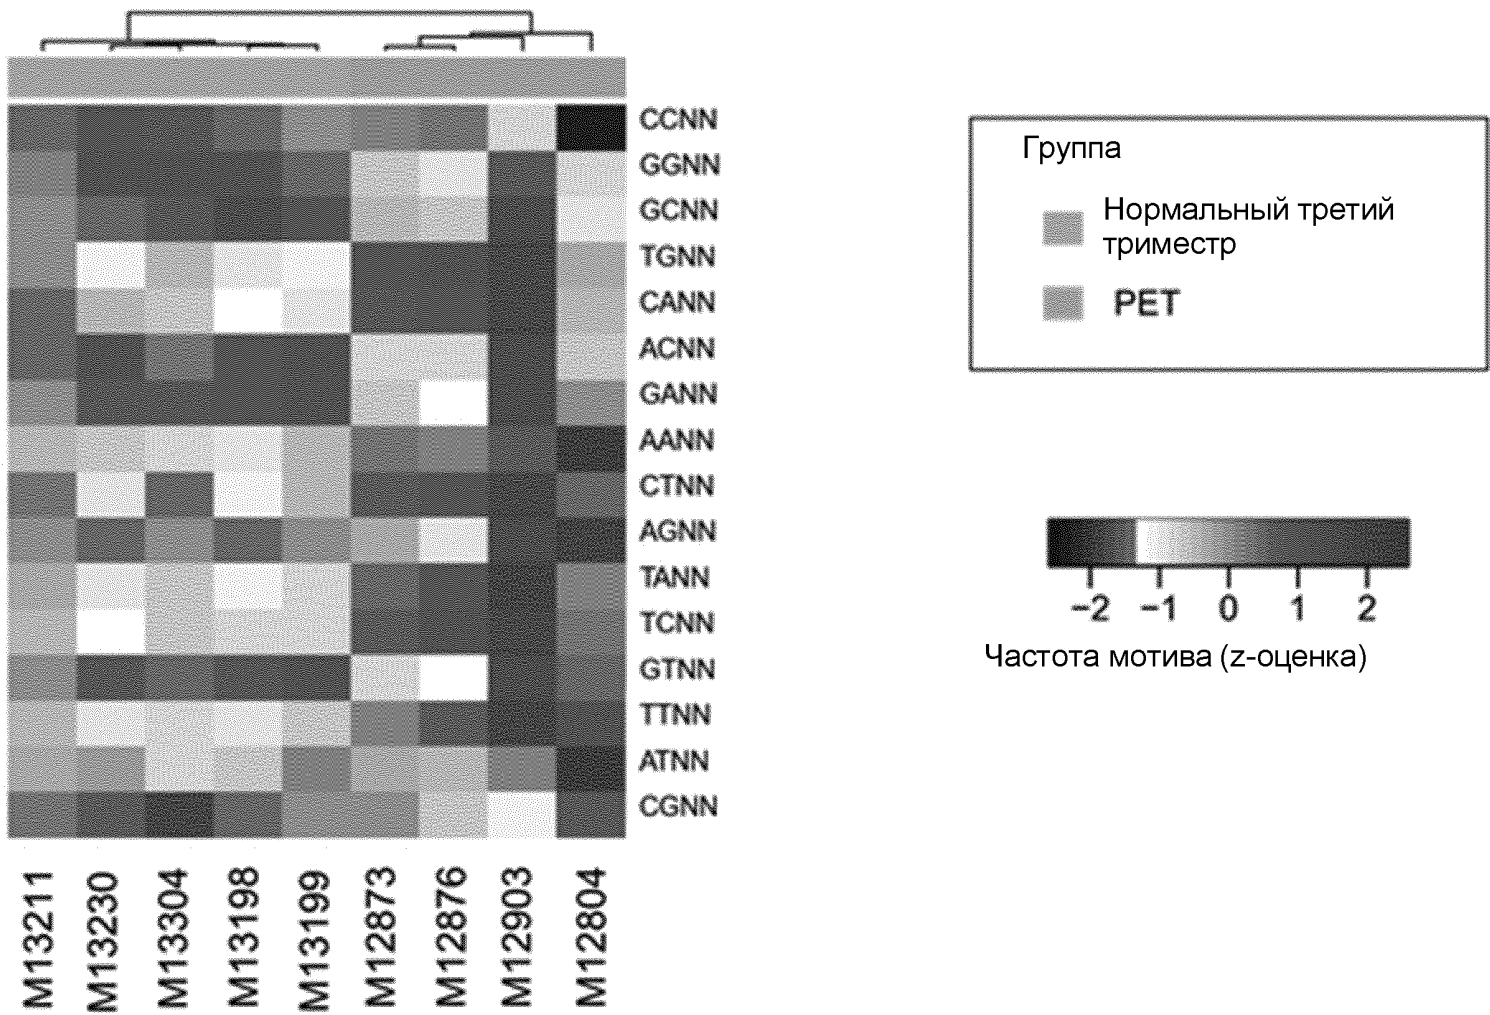 CCNN
GGNN
GCNN
TGNN
CANN
ACNN
GANN
AANN
CTNN
AGNN
TANN
TCNN
GTNN
TTNN
ATNN
CGNN
M13211
M13230
M13304
M13198
M13199
M12873
M12876
M12903
M12804
Группа
Нормальный третий
триместр
PET
−2 −1 0 1 2
Частота мотива (z-оценка)